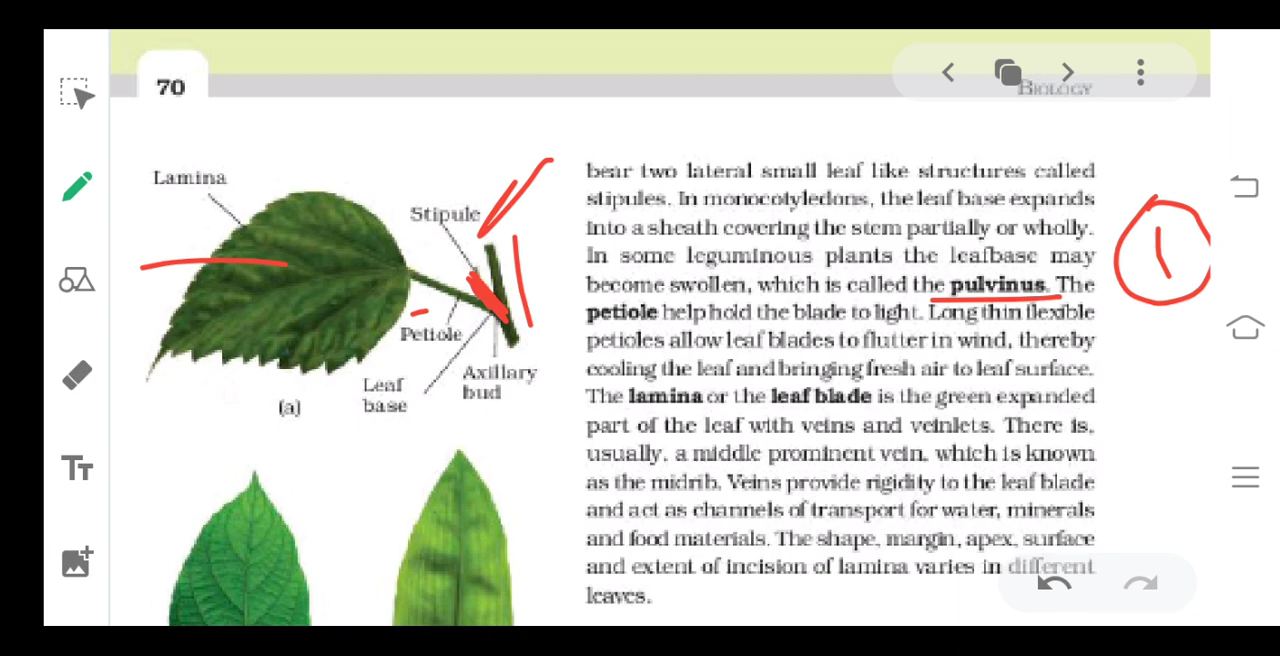 70
BIOLOGY
Lamina
Stipule
Petiole
Leaf
base
Axillary
bud
(a)
bear two lateral small leaf like structures called
stipules. In monocotyledons, the leaf base expands
into a sheath covering the stem partially or wholly.
In some leguminous plants the leafbase may
become swollen, which is called the pulvinus. The
petiole help hold the blade to light. Long thin flexible
petioles allow leaf blades to flutter in wind, thereby
cooling the leaf and bringing fresh air to leaf surface.
The lamina or the leaf blade is the green expanded
part of the leaf with veins and veinlets. There is,
usually, a middle prominent vein, which is known
as the midrib. Veins provide rigidity to the leaf blade
and act as channels of transport for water, minerals
and food materials. The shape, margin, apex, surface
and extent of incision of lamina varies in different
leaves.
1
TT